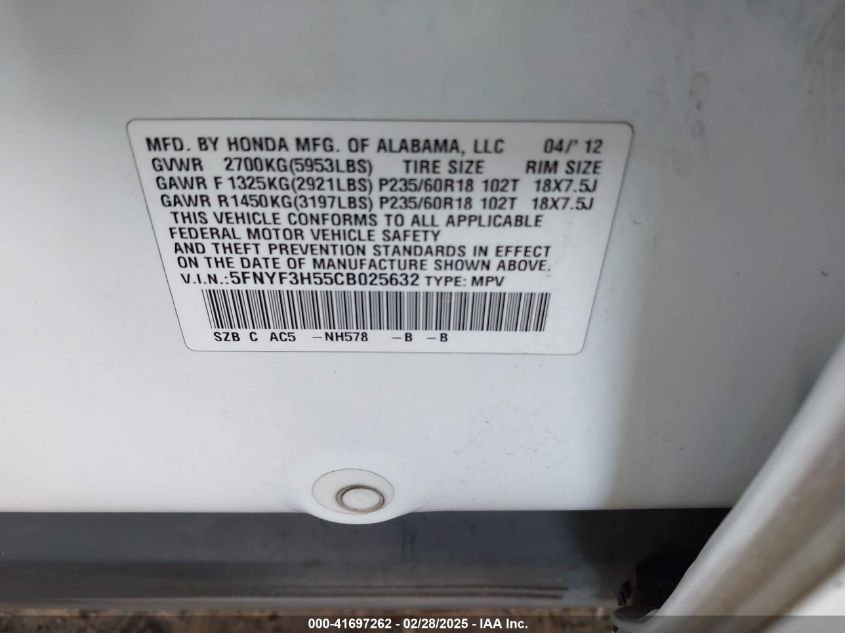 MFD. BY HONDA MFG. OF ALABAMA, LLC 04/' 12
GVWR 2700KG(5953LBS) TIRE SIZE RIM SIZE
GAWR F 1325KG(2921LBS) P235/60R18 102T 18X7.5J
GAWR R1450KG(3197LBS) P235/60R18 102T 18X7.5J
THIS VEHICLE CONFORMS TO ALL APPLICABLE
FEDERAL MOTOR VEHICLE SAFETY
AND THEFT PREVENTION STANDARDS IN EFFECT
ON THE DATE OF MANUFACTURE SHOWN ABOVE.
V.I.N.:5FNYF3H55CB025632 TYPE: MPV
SZB C AC5 -NH578 -B -B
000-41697262 - 02/28/2025 - IAA Inc.